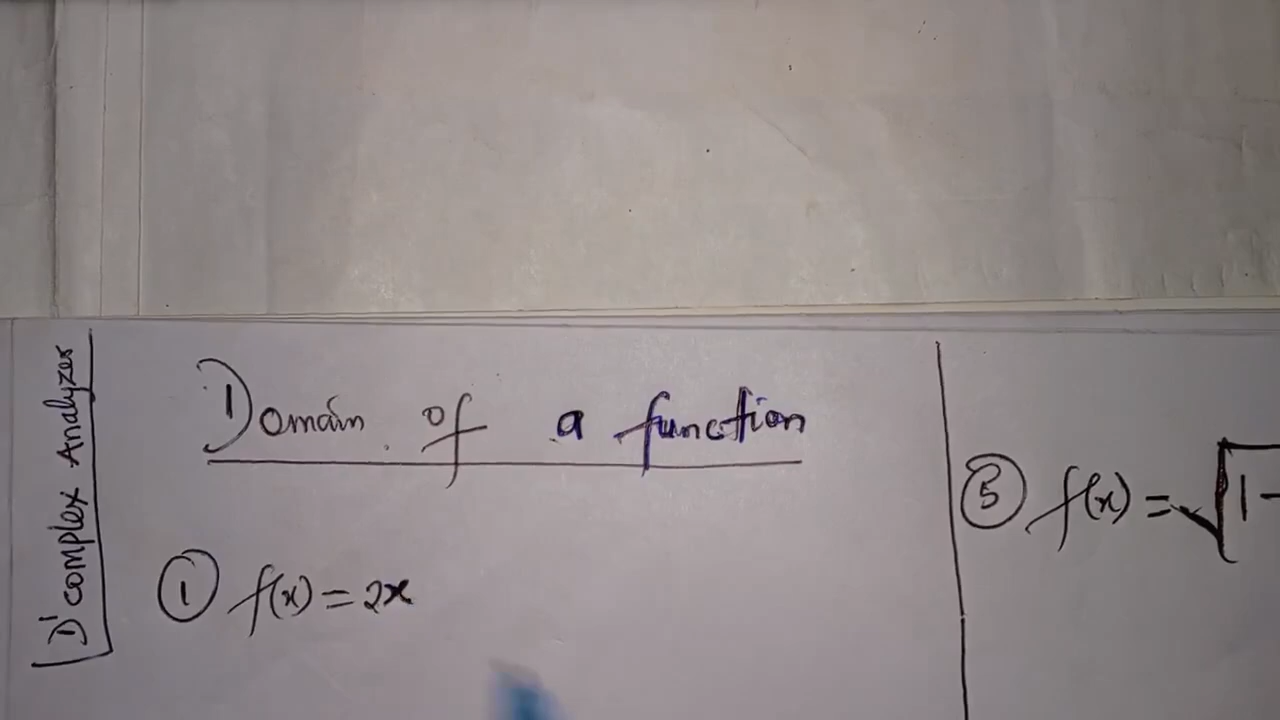 D'complex Analyzer
Domain of a function
① f(x) = 2x
⑤ f(x) = √1-